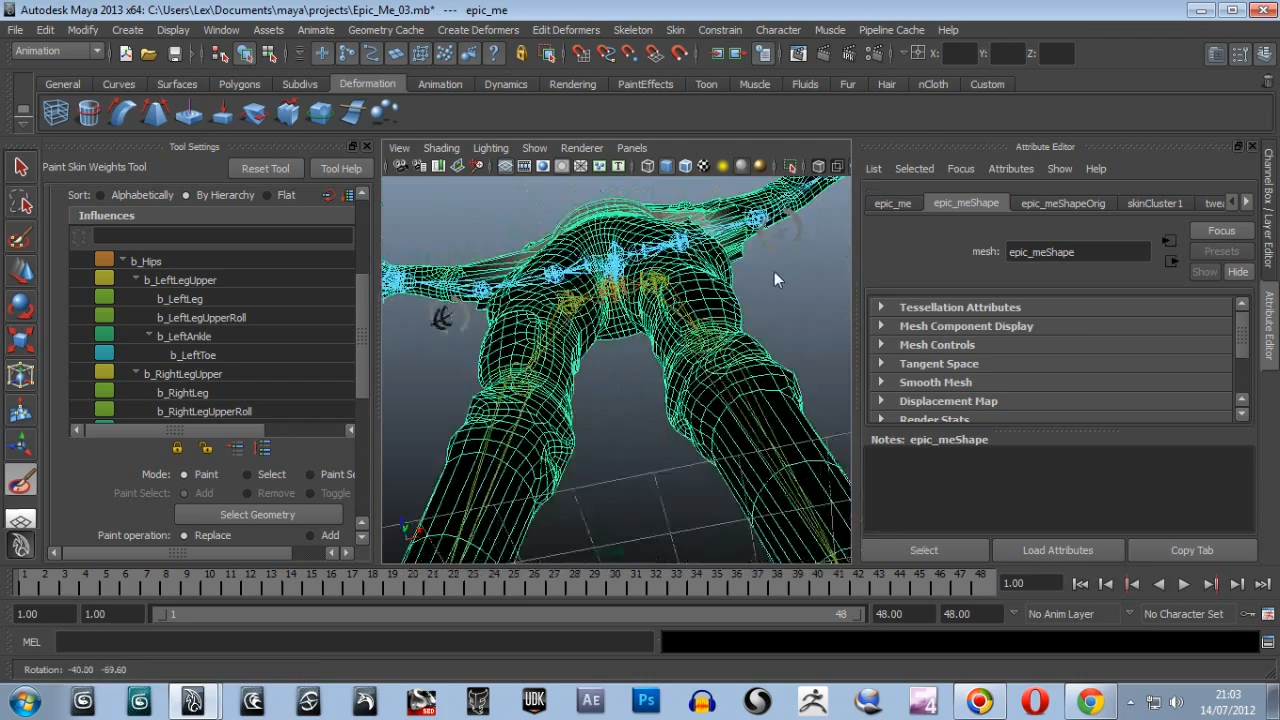 Autodesk Maya 2013 x64: C:\Users\Lex\Documents\maya\projects\Epic_Me_03.mb* --- epic_me
File Edit Modify Create Display Window Assets Animate Geometry Cache Create Deformers Edit Deformers Skeleton Skin Constrain Character Muscle Pipeline Cache Help
Animation X: Y: Z:
General Curves Surfaces Polygons Subdivs Deformation Animation Dynamics Rendering PaintEffects Toon Muscle Fluids Fur Hair nCloth Custom
Tool Settings
Paint Skin Weights Tool Reset Tool Tool Help
Sort: Alphabetically By Hierarchy Flat
Influences
b_Hips
b_LeftLegUpper
b_LeftLeg
b_LeftLegUpperRoll
b_LeftAnkle
b_LeftToe
b_RightLegUpper
b_RightLeg
b_RightLegUpperRoll
Mode: Paint Select Paint Se
Paint Select: Add Remove Toggle
Select Geometry
Paint operation: Replace Add
View Shading Lighting Show Renderer Panels
Attribute Editor
List Selected Focus Attributes Show Help
epic_me epic_meShape epic_meShapeOrig skinCluster1 twea
Focus
mesh: epic_meShape Presets
Show Hide
Tessellation Attributes
Mesh Component Display
Mesh Controls
Tangent Space
Smooth Mesh
Displacement Map
Render Stats
Notes: epic_meShape
Select Load Attributes Copy Tab
Channel Box / Layer Editor
Attribute Editor
1 2 3 4 5 6 7 8 9 10 11 12 13 14 15 16 17 18 19 20 21 22 23 24 25 26 27 28 29 30 31 32 33 34 35 36 37 38 39 40 41 42 43 44 45 46 47 48 1.00
1.00 1.00 1 48 48.00 48.00 No Anim Layer No Character Set
MEL
Rotation: -40.00 -69.60
UDK Ae Ps 4
21:03
14/07/2012